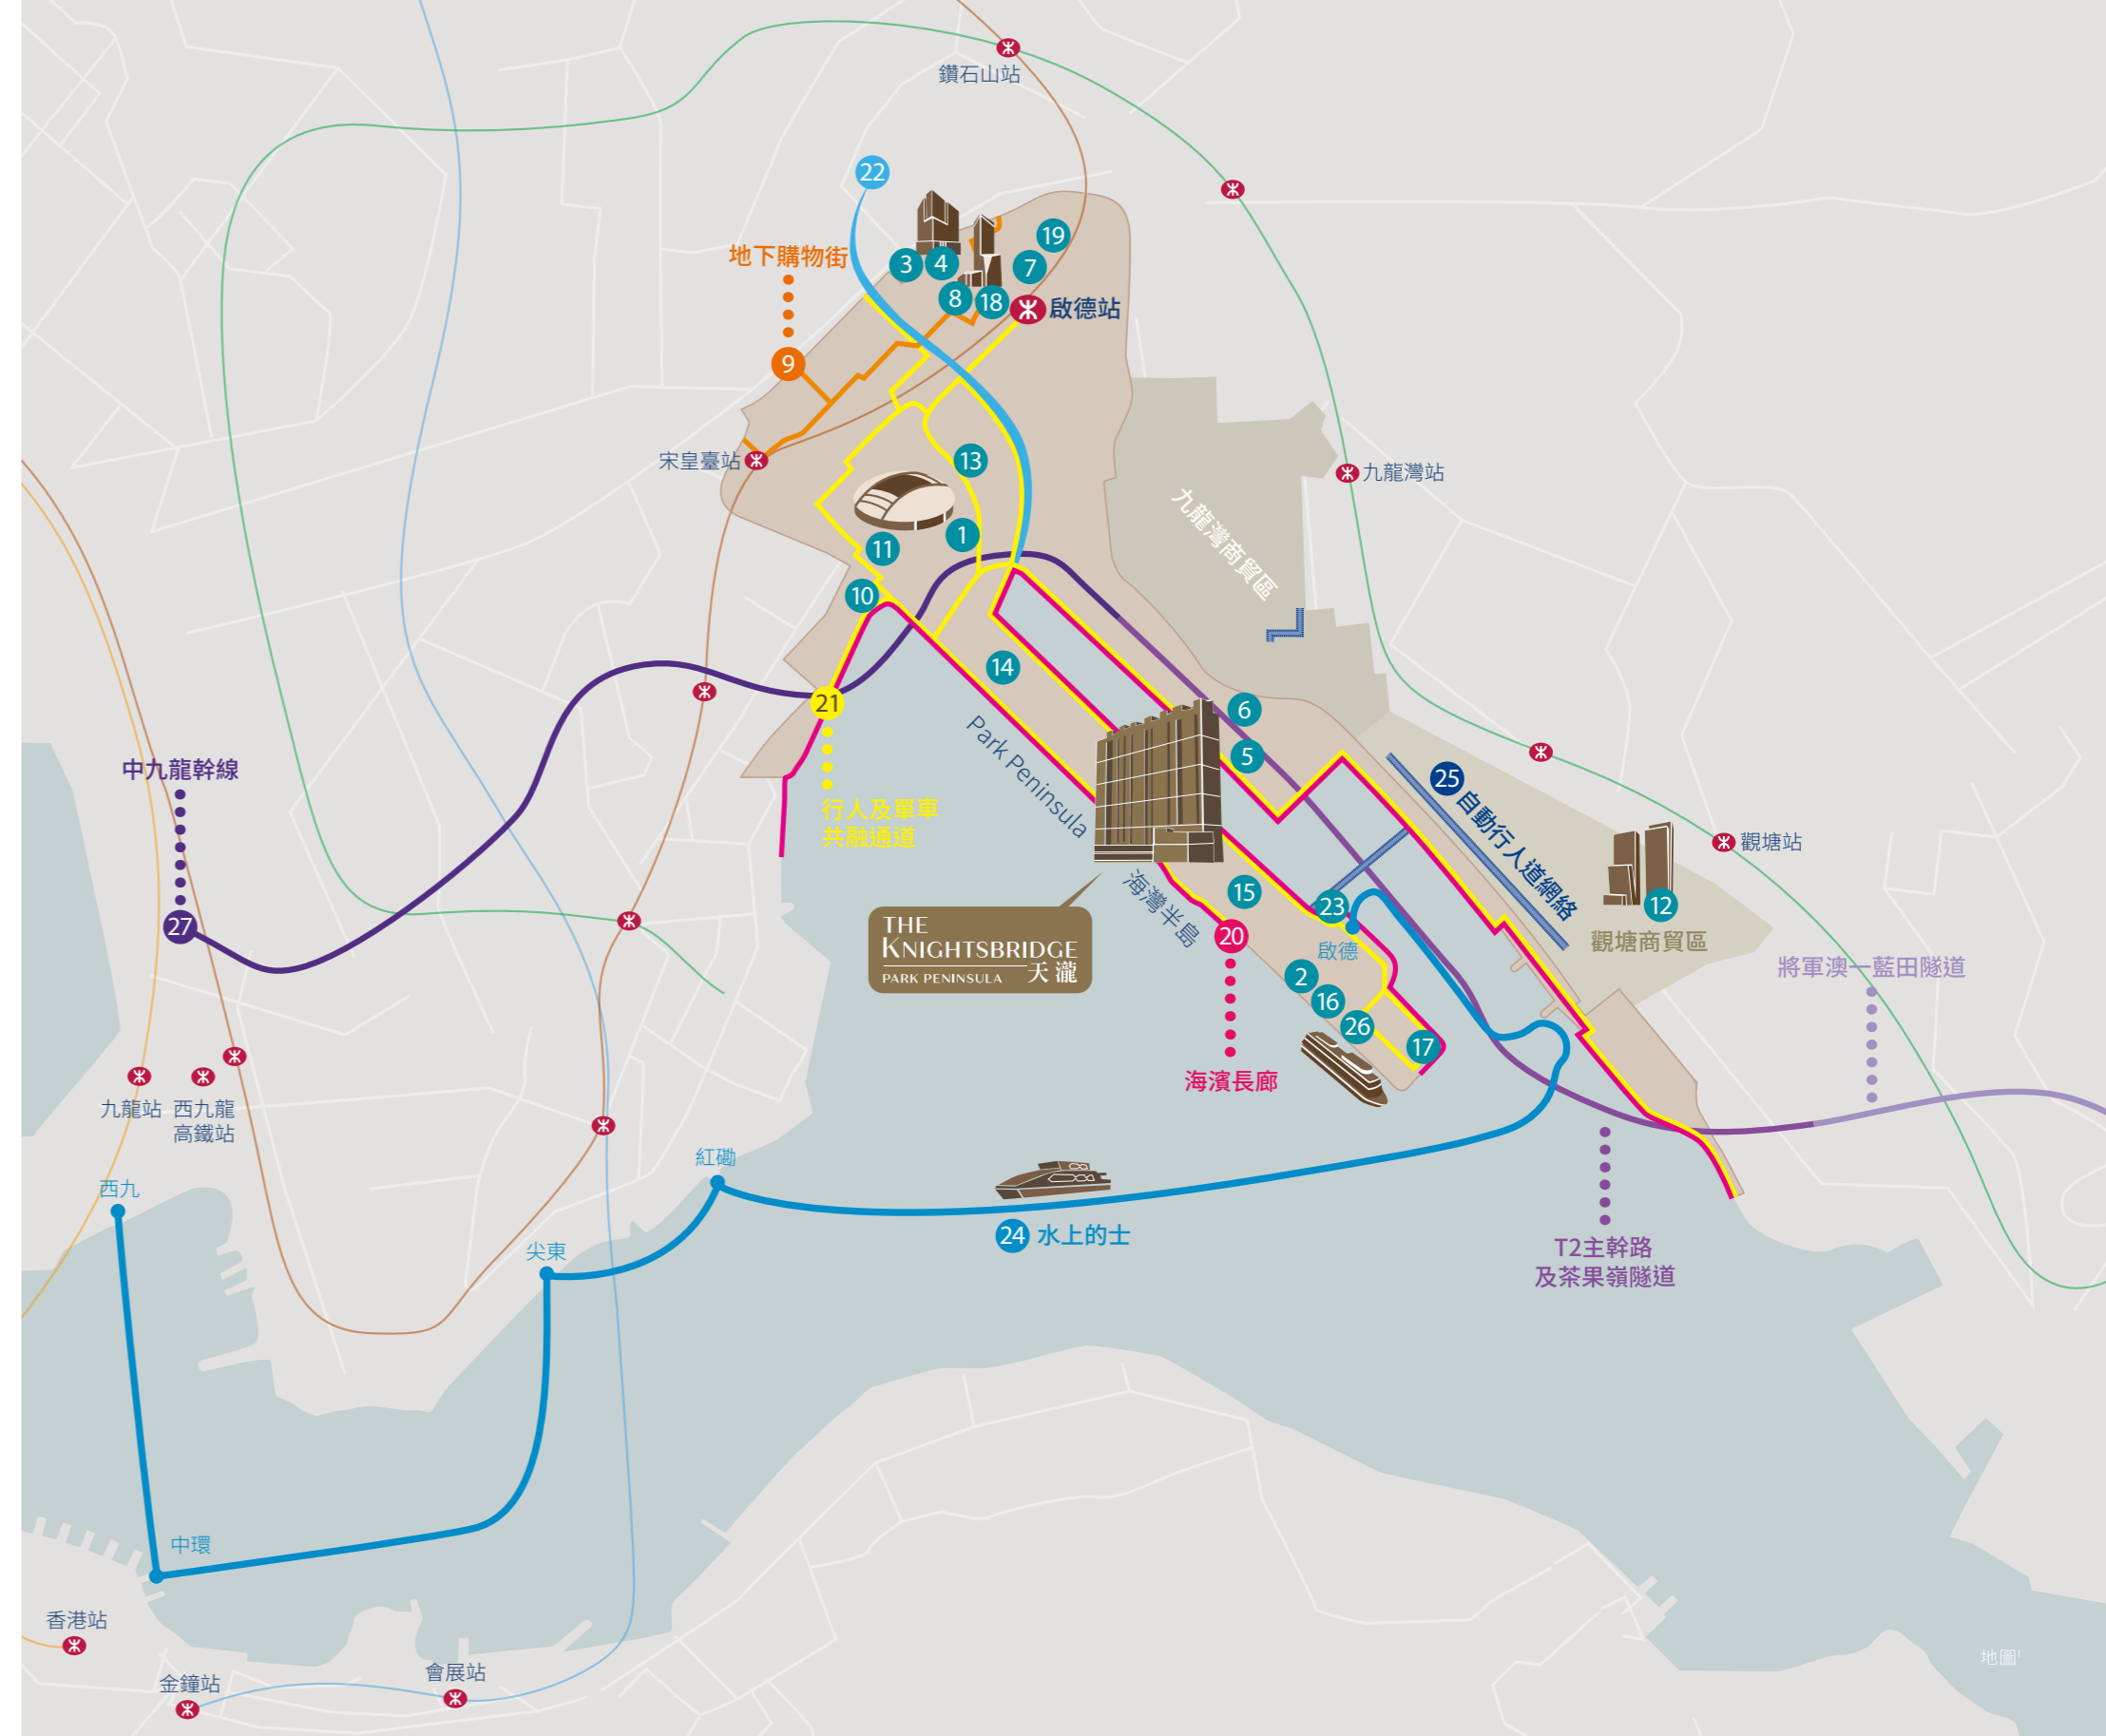 鑽石山站
22
地下購物街
19
3
4
7
8
18
啟德站
9
宋皇臺站
13
九龍灣站
九龍灣商貿區
1
11
10
14
21
6
5
Park Peninsula
中九龍幹線
行人及單車
共融通道
25
自動行人道網絡
觀塘站
12
觀塘商貿區
27
THE
KNIGHTSBRIDGE
PARK PENINSULA 天瀧
海灣半島
15
23
20
啟德
2
16
26
17
將軍澳—藍田隧道
海濱長廊
九龍站
西九龍
高鐵站
紅磡
西九
24 水上的士
尖東
T2主幹路
及茶果嶺隧道
中環
香港站
金鐘站
會展站
地圖